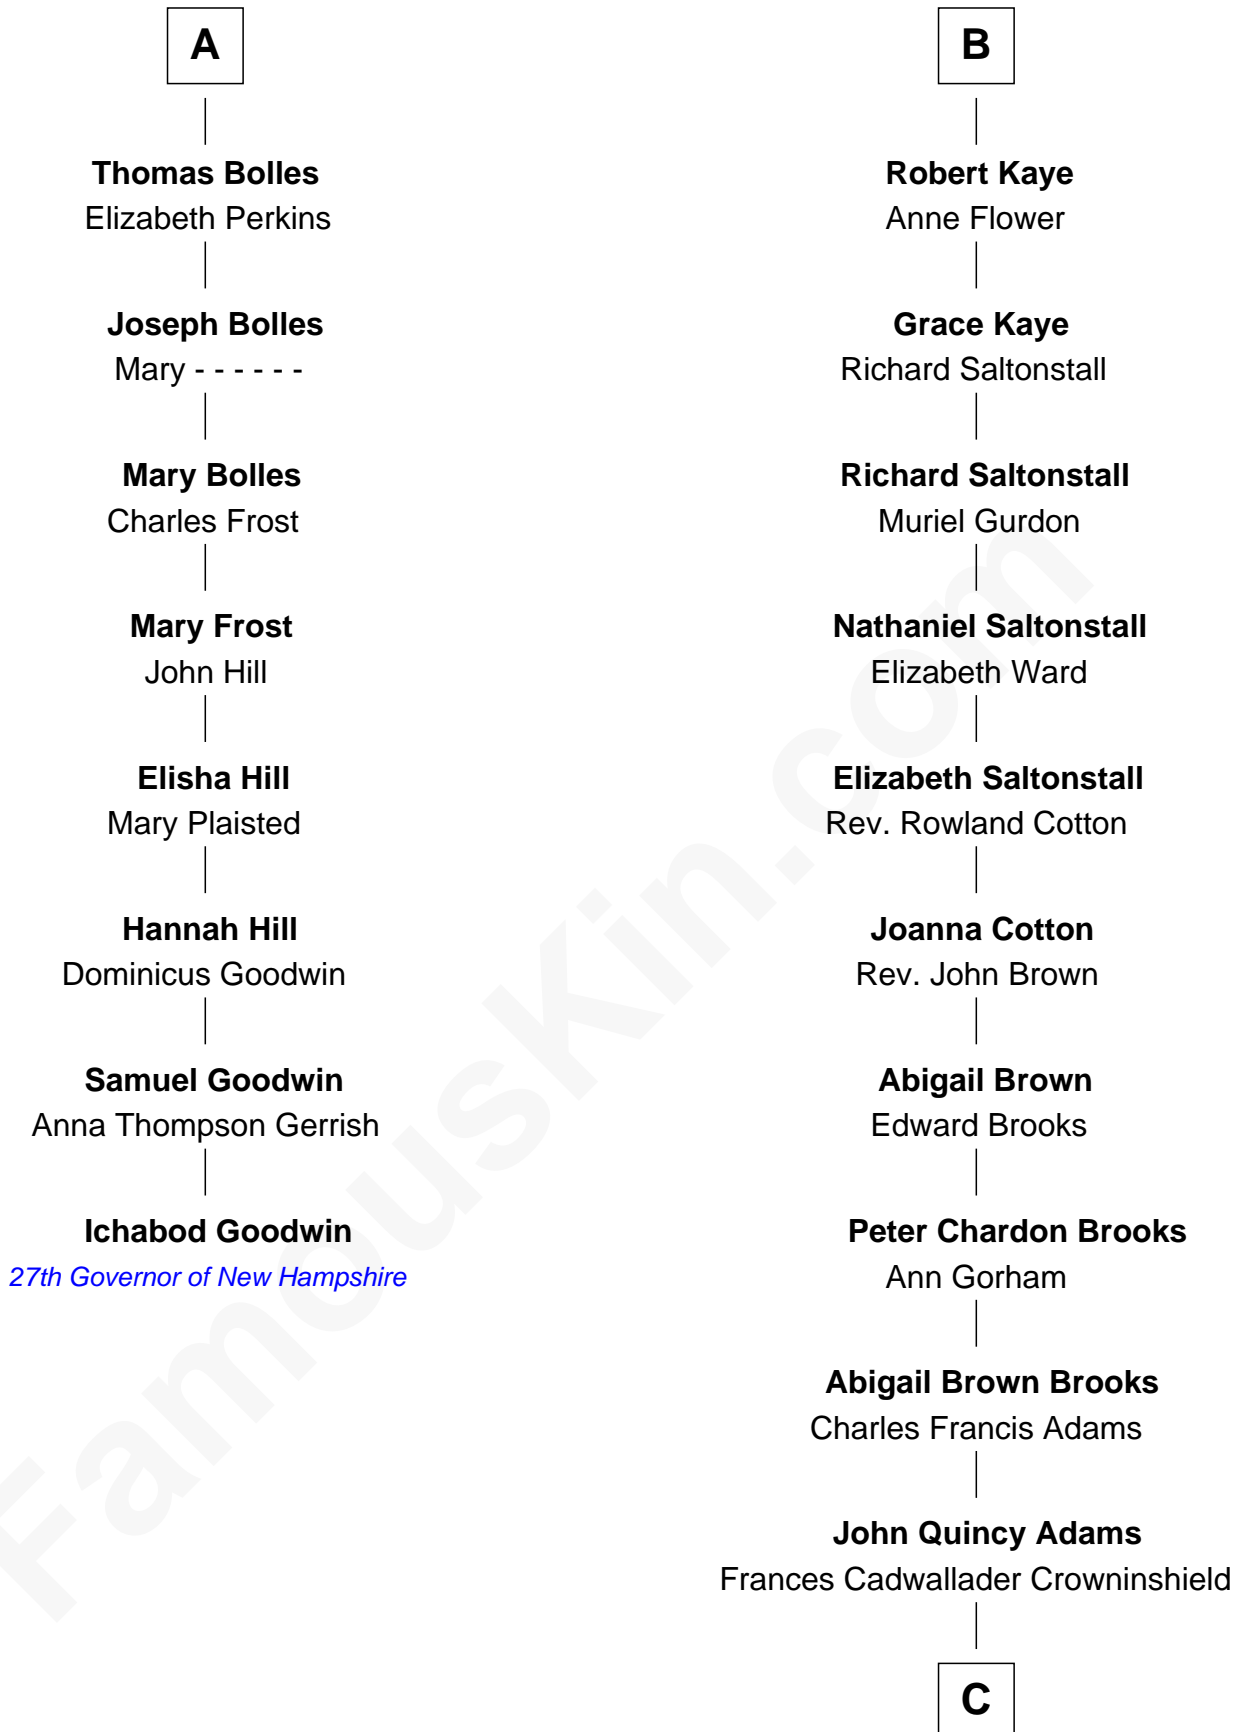 A
Thomas Bolles
Elizabeth Perkins
Joseph Bolles
Mary - - - - - -
Mary Bolles
Charles Frost
Mary Frost
John Hill
Elisha Hill
Mary Plaisted
Hannah Hill
Dominicus Goodwin
Samuel Goodwin
Anna Thompson Gerrish
Ichabod Goodwin
27th Governor of New Hampshire
B
Robert Kaye
Anne Flower
Grace Kaye
Richard Saltonstall
Richard Saltonstall
Muriel Gurdon
Nathaniel Saltonstall
Elizabeth Ward
Elizabeth Saltonstall
Rev. Rowland Cotton
Joanna Cotton
Rev. John Brown
Abigail Brown
Edward Brooks
Peter Chardon Brooks
Ann Gorham
Abigail Brown Brooks
Charles Francis Adams
John Quincy Adams
Frances Cadwallader Crowninshield
C
FamousKin.com